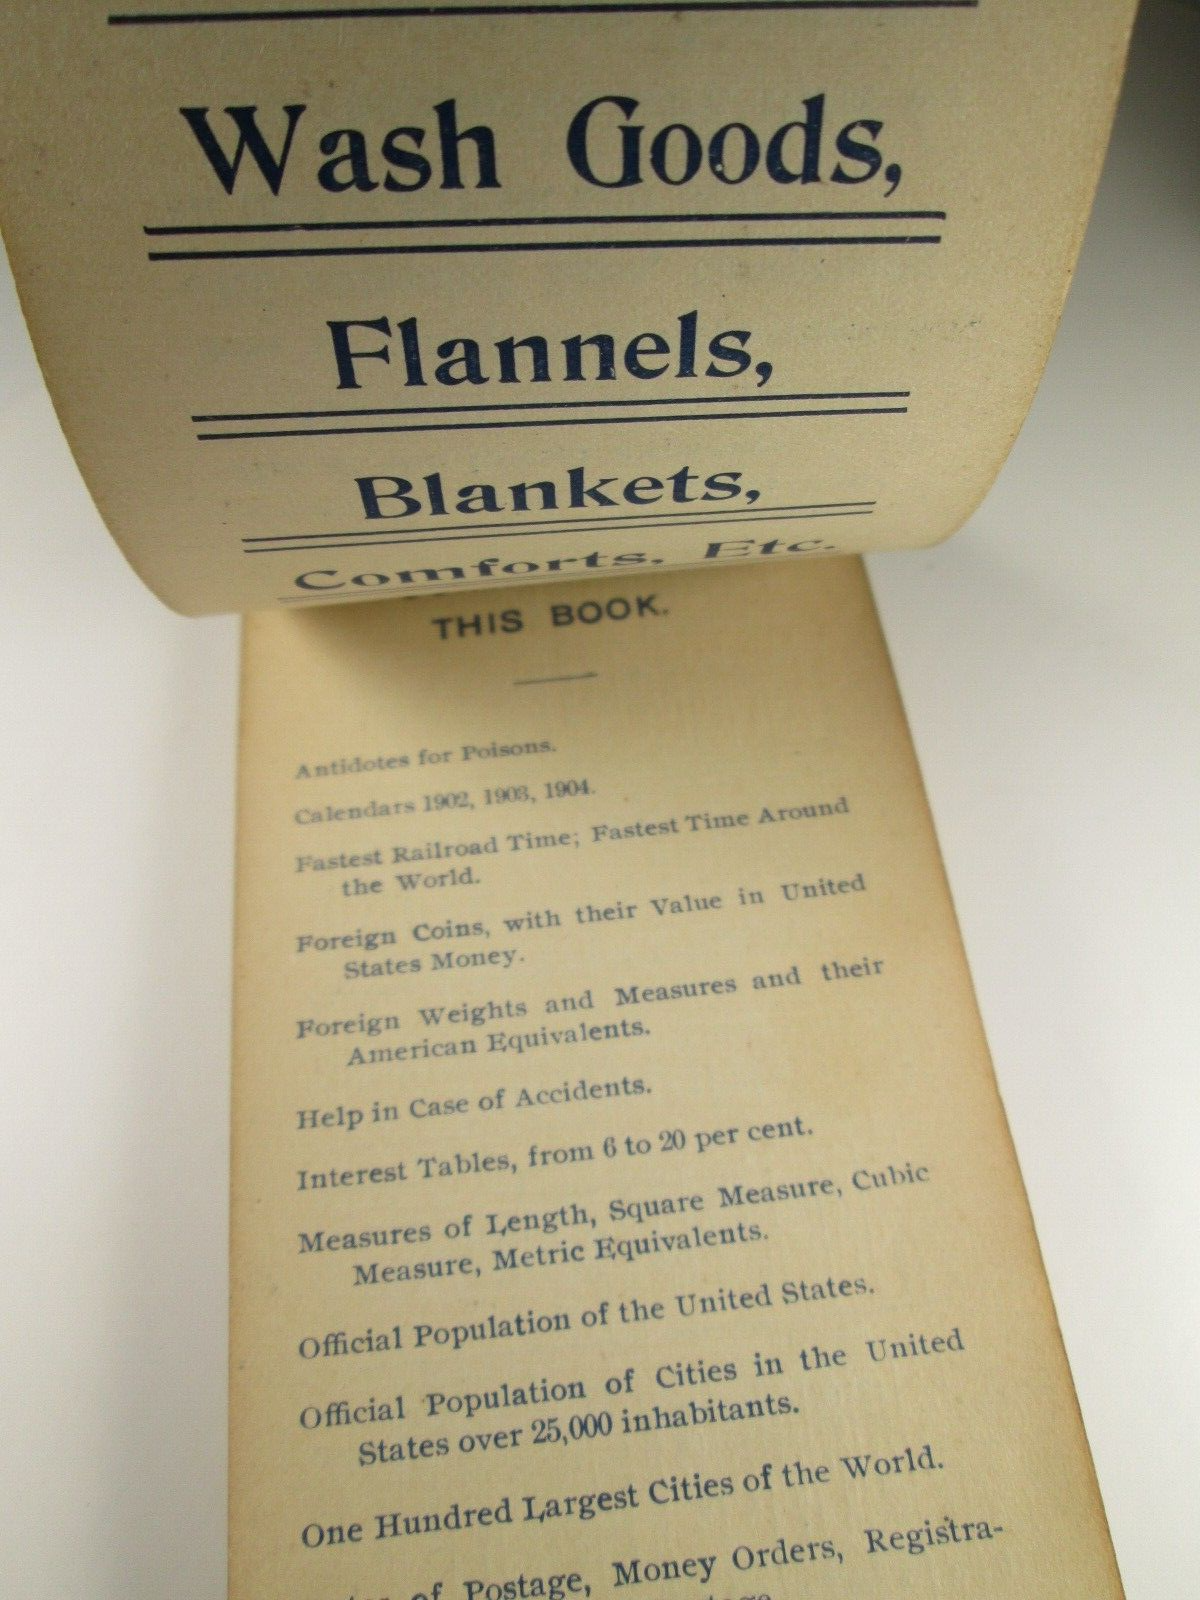 Wash Goods,
Flannels,
Blankets,
Comforts, Etc.
THIS BOOK.
Antidotes for Poisons.
Calendars 1902, 1903, 1904.
Fastest Railroad Time; Fastest Time Around
the World.
Foreign Coins, with their Value in United
States Money.
Foreign Weights and Measures and their
American Equivalents.
Help in Case of Accidents.
Interest Tables, from 6 to 20 per cent.
Measures of Length, Square Measure, Cubic
Measure, Metric Equivalents.
Official Population of the United States.
Official Population of Cities in the United
States over 25,000 inhabitants.
One Hundred Largest Cities of the World.
of Postage, Money Orders, Registra-